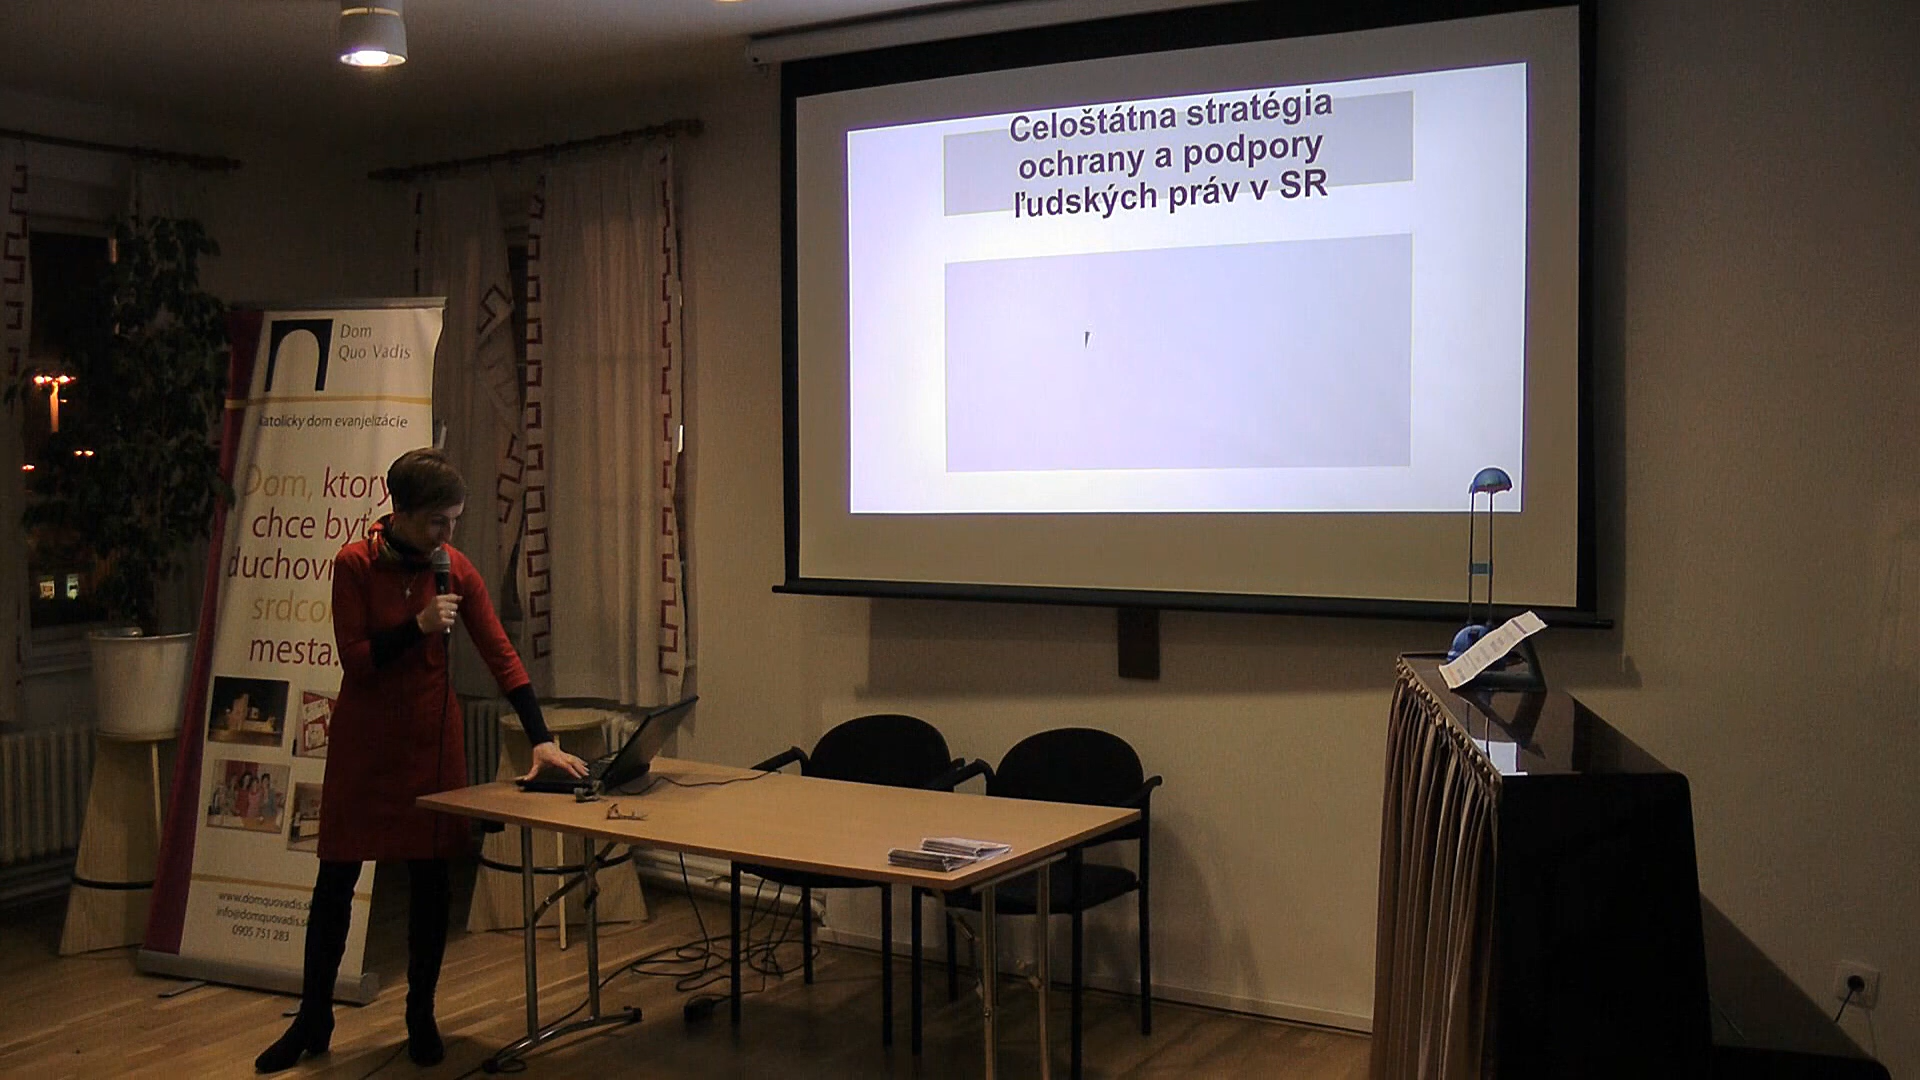 Celoštátna stratégia
ochrany a podpory
ľudských práv v SR
Dom
Quo Vadis
katolícky dom evanjelizácie
Dom, ktorý
chce byť
duchov
srdco
mesta.
www.domquovadis.sk
info@domquovadis.sk
0905 751 283